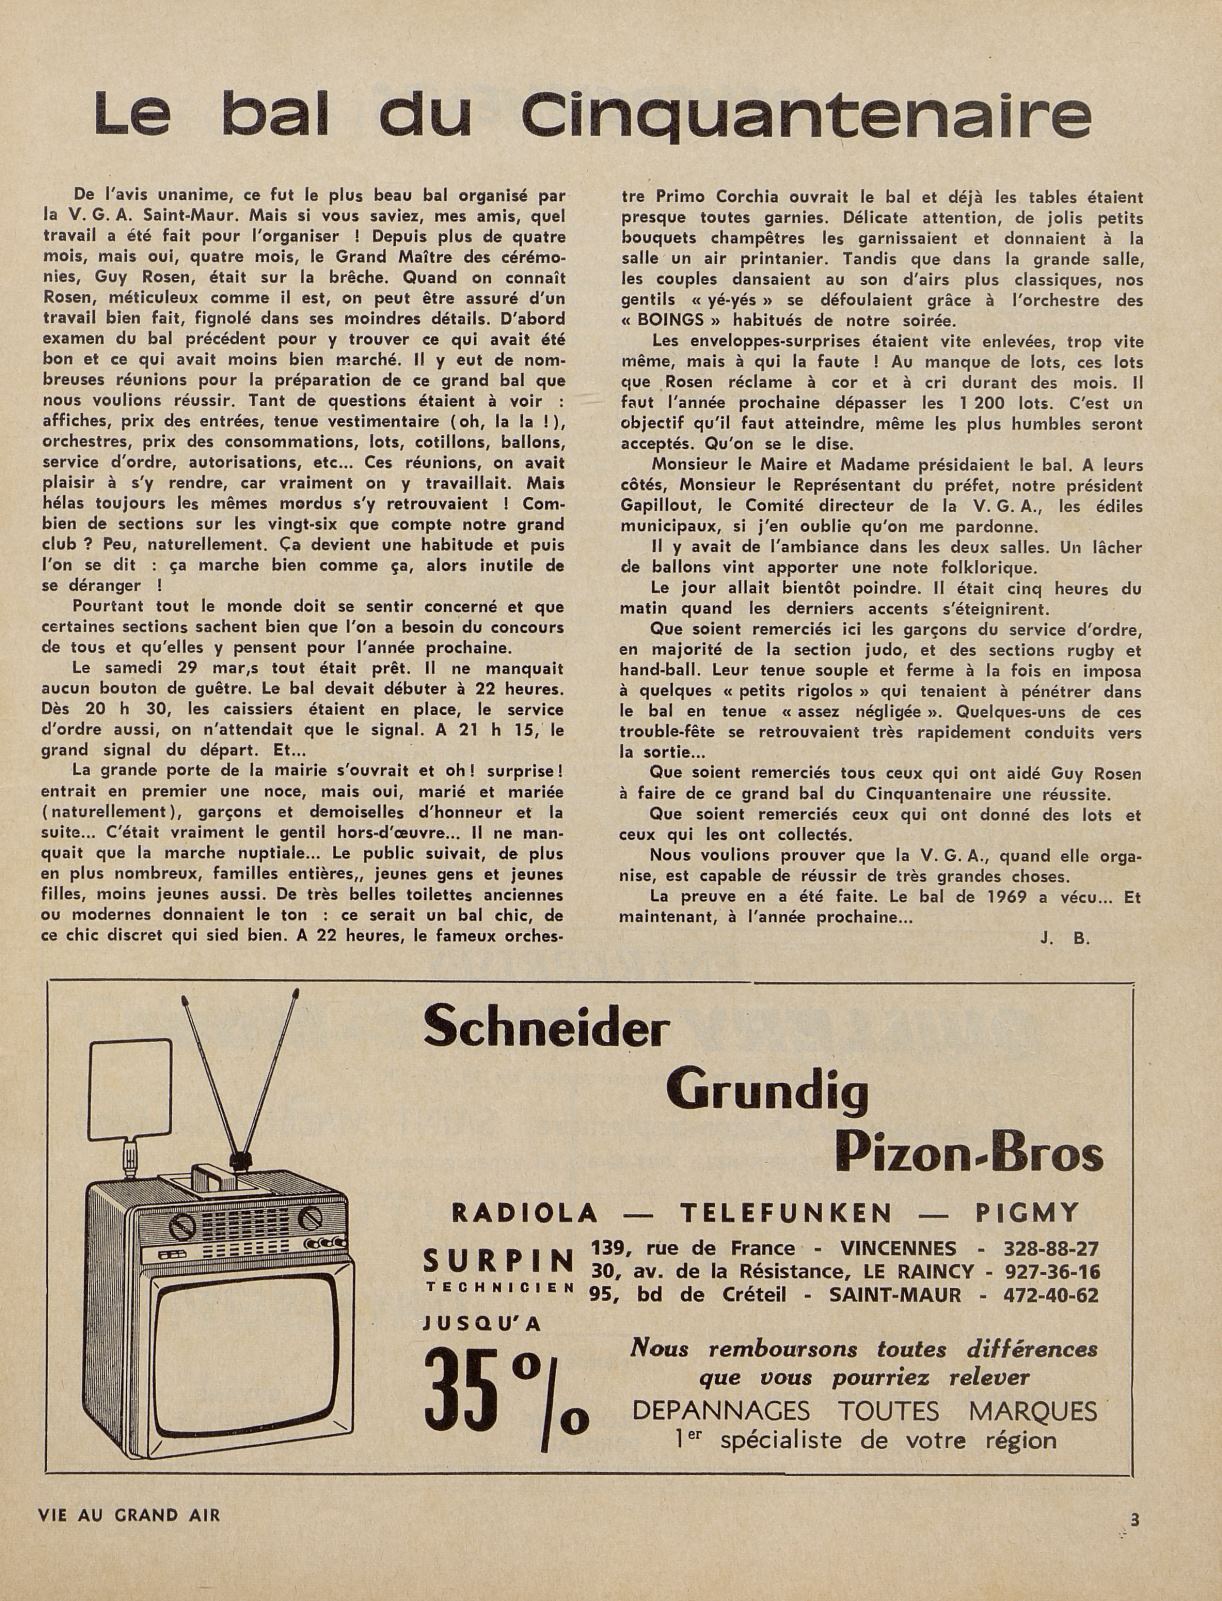 Le bal du Cinquantenaire
De l'avis unanime, ce fut le plus beau bal organisé par
la V. G. A. Saint-Maur. Mais si vous saviez, mes amis, quel
travail a été fait pour l'organiser ! Depuis plus de quatre
mois, mais oui, quatre mois, le Grand Maître des cérémo-
nies, Guy Rosen, était sur la brêche. Quand on connaît
Rosen, méticuleux comme il est, on peut être assuré d'un
travail bien fait, fignolé dans ses moindres détails. D'abord
examen du bal précédent pour y trouver ce qui avait été
bon et ce qui avait moins bien marché. Il y eut de nom-
breuses réunions pour la préparation de ce grand bal que
nous voulions réussir. Tant de questions étaient à voir :
affiches, prix des entrées, tenue vestimentaire (oh, la la !),
orchestres, prix des consommations, lots, cotillons, ballons,
service d'ordre, autorisations, etc... Ces réunions, on avait
plaisir à s'y rendre, car vraiment on y travaillait. Mais
hélas toujours les mêmes mordus s'y retrouvaient ! Com-
bien de sections sur les vingt-six que compte notre grand
club ? Peu, naturellement. Ça devient une habitude et puis
l'on se dit : ça marche bien comme ça, alors inutile de
se déranger !
Pourtant tout le monde doit se sentir concerné et que
certaines sections sachent bien que l'on a besoin du concours
de tous et qu'elles y pensent pour l'année prochaine.
Le samedi 29 mar,s tout était prêt. Il ne manquait
aucun bouton de guêtre. Le bal devait débuter à 22 heures.
Dès 20 h 30, les caissiers étaient en place, le service
d'ordre aussi, on n'attendait que le signal. A 21 h 15, le
grand signal du départ. Et...
La grande porte de la mairie s'ouvrait et oh! surprise!
entrait en premier une noce, mais oui, marié et mariée
(naturellement), garçons et demoiselles d'honneur et la
suite... C'était vraiment le gentil hors-d'œuvre... Il ne man-
quait que la marche nuptiale... Le public suivait, de plus
en plus nombreux, familles entières,, jeunes gens et jeunes
filles, moins jeunes aussi. De très belles toilettes anciennes
ou modernes donnaient le ton : ce serait un bal chic, de
ce chic discret qui sied bien. A 22 heures, le fameux orches-
tre Primo Corchia ouvrait le bal et déjà les tables étaient
presque toutes garnies. Délicate attention, de jolis petits
bouquets champêtres les garnissaient et donnaient à la
salle un air printanier. Tandis que dans la grande salle,
les couples dansaient au son d'airs plus classiques, nos
gentils « yé-yés » se défoulaient grâce à l'orchestre des
« BOINGS » habitués de notre soirée.
Les enveloppes-surprises étaient vite enlevées, trop vite
même, mais à qui la faute ! Au manque de lots, ces lots
que Rosen réclame à cor et à cri durant des mois. Il
faut l'année prochaine dépasser les 1 200 lots. C'est un
objectif qu'il faut atteindre, même les plus humbles seront
acceptés. Qu'on se le dise.
Monsieur le Maire et Madame présidaient le bal. A leurs
côtés, Monsieur le Représentant du préfet, notre président
Gapillout, le Comité directeur de la V. G. A., les édiles
municipaux, si j'en oublie qu'on me pardonne.
Il y avait de l'ambiance dans les deux salles. Un lâcher
de ballons vint apporter une note folklorique.
Le jour allait bientôt poindre. Il était cinq heures du
matin quand les derniers accents s'éteignirent.
Que soient remerciés ici les garçons du service d'ordre,
en majorité de la section judo, et des sections rugby et
hand-ball. Leur tenue souple et ferme à la fois en imposa
à quelques « petits rigolos » qui tenaient à pénétrer dans
le bal en tenue « assez négligée ». Quelques-uns de ces
trouble-fête se retrouvaient très rapidement conduits vers
la sortie...
Que soient remerciés tous ceux qui ont aidé Guy Rosen
à faire de ce grand bal du Cinquantenaire une réussite.
Que soient remerciés ceux qui ont donné des lots et
ceux qui les ont collectés.
Nous voulions prouver que la V. G. A., quand elle orga-
nise, est capable de réussir de très grandes choses.
La preuve en a été faite. Le bal de 1969 a vécu... Et
maintenant, à l'année prochaine...
J. B.
Schneider
Grundig
Pizon-Bros
RADIOLA — TELEFUNKEN — PIGMY
SURPIN
TECHNICIEN
139, rue de France - VINCENNES - 328-88-27
30, av. de la Résistance, LE RAINCY - 927-36-16
95, bd de Créteil - SAINT-MAUR - 472-40-62
JUSQU'A
35 %
Nous remboursons toutes différences
que vous pourriez relever
DEPANNAGES TOUTES MARQUES
1er spécialiste de votre région
VIE AU GRAND AIR
3